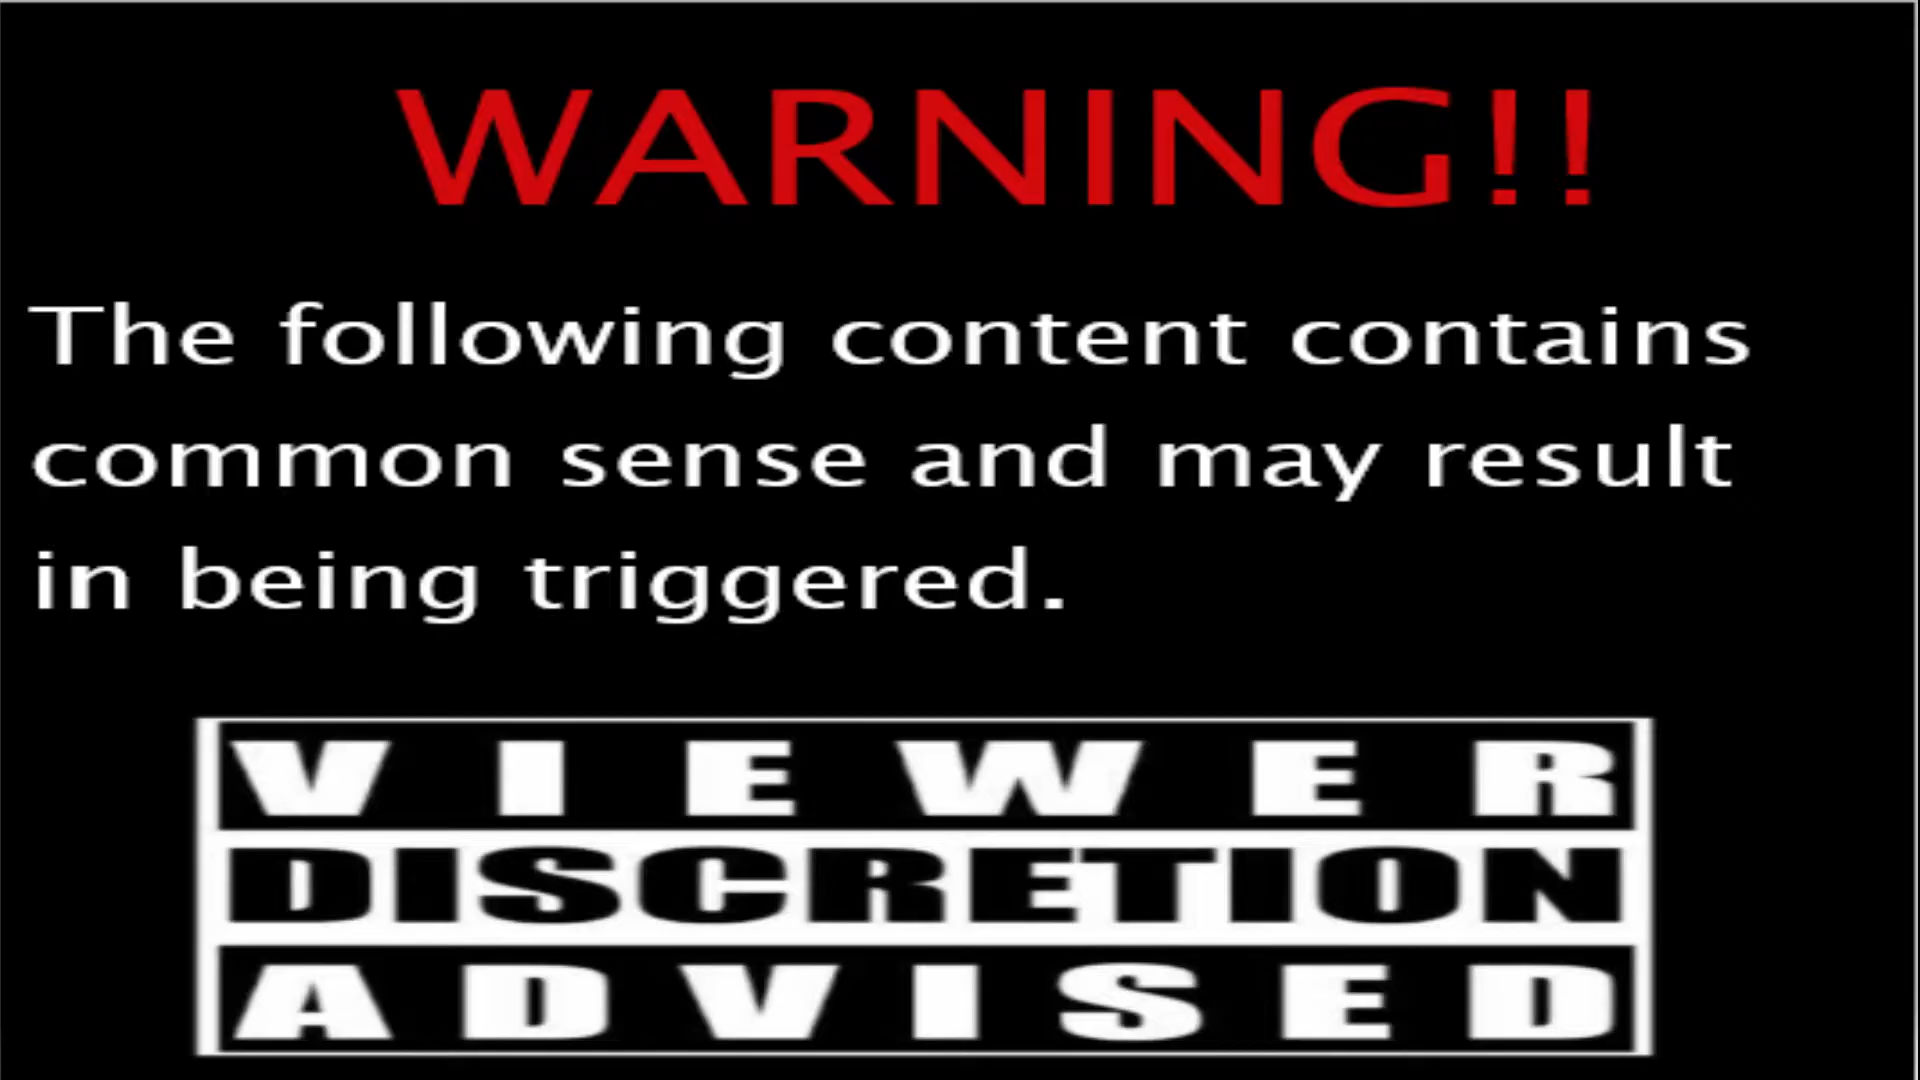 WARNING!!
The following content contains
common sense and may result
in being triggered.
VIEWER
DISCRETION
ADVISED